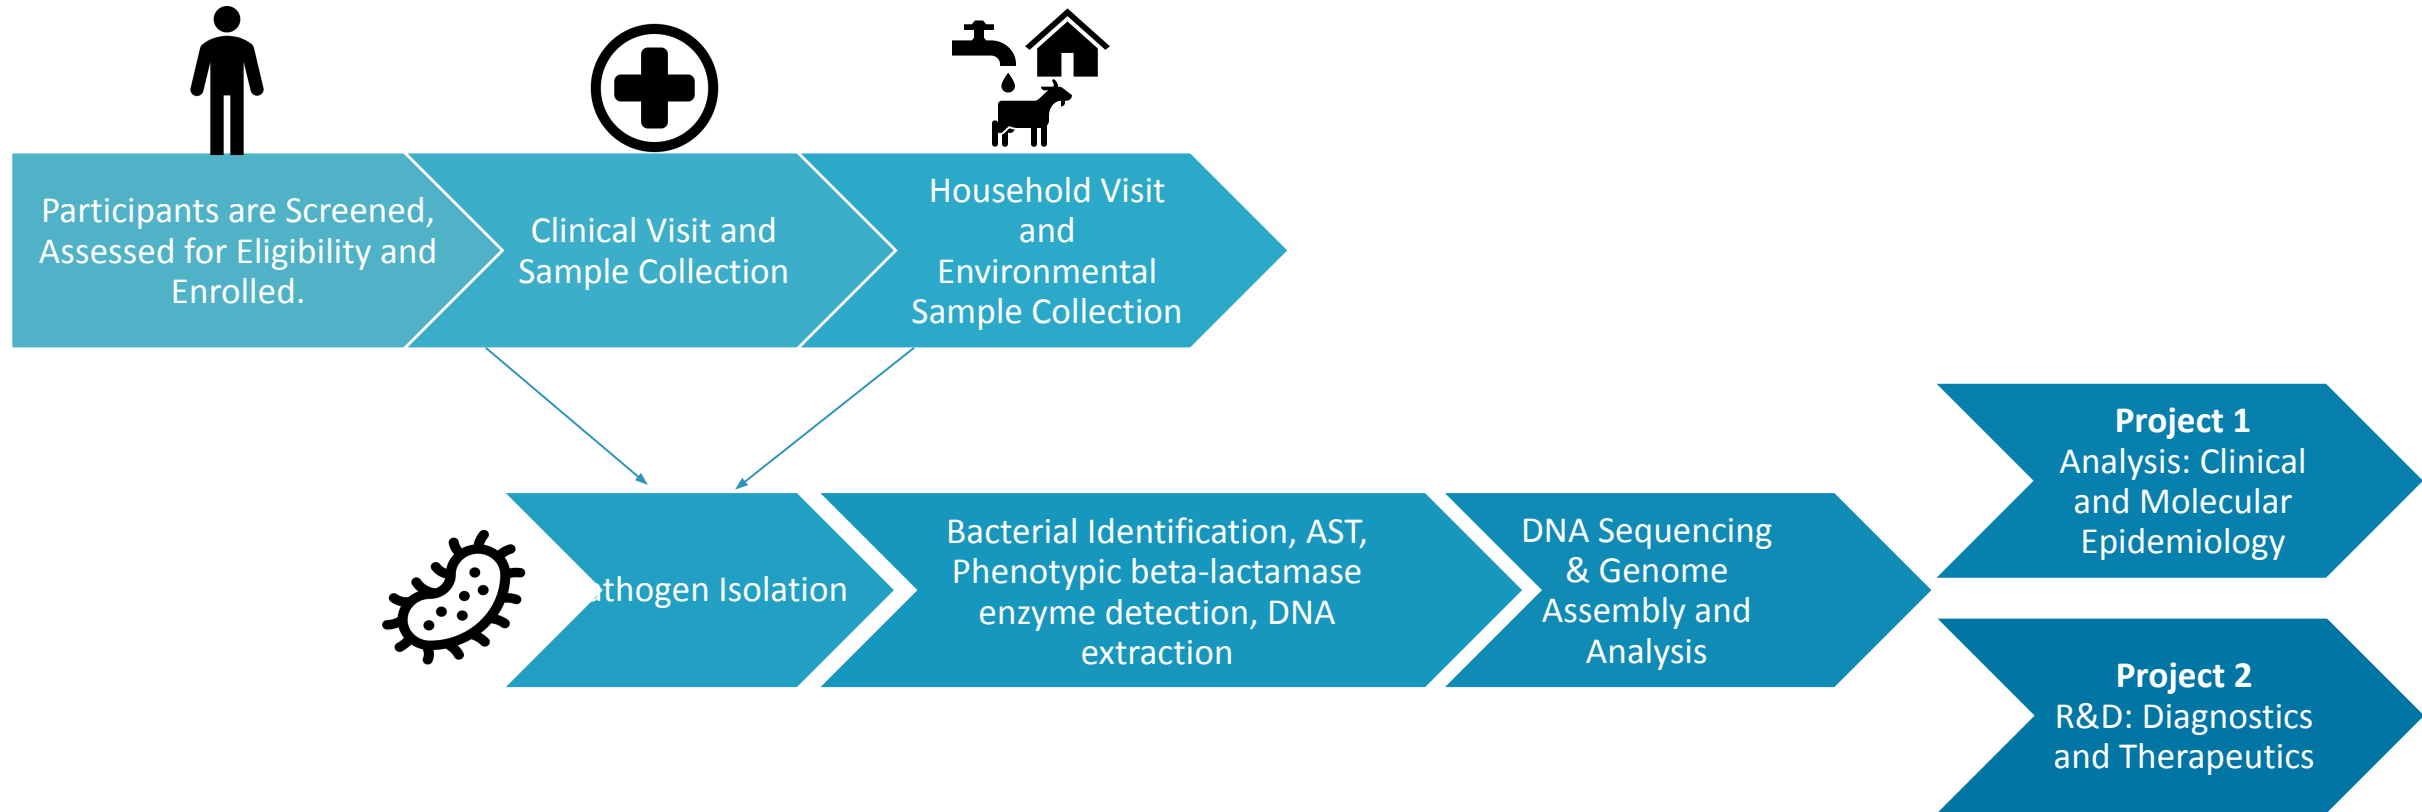 Participants are Screened,
Assessed for Eligibility and
Enrolled.
Clinical Visit and
Sample Collection
Household Visit
and
Environmental
Sample Collection
athogen Isolation
Bacterial Identification, AST,
Phenotypic beta-lactamase
enzyme detection, DNA
extraction
DNA Sequencing
& Genome
Assembly and
Analysis
Project 1
Analysis: Clinical
and Molecular
Epidemiology
Project 2
R&D: Diagnostics
and Therapeutics